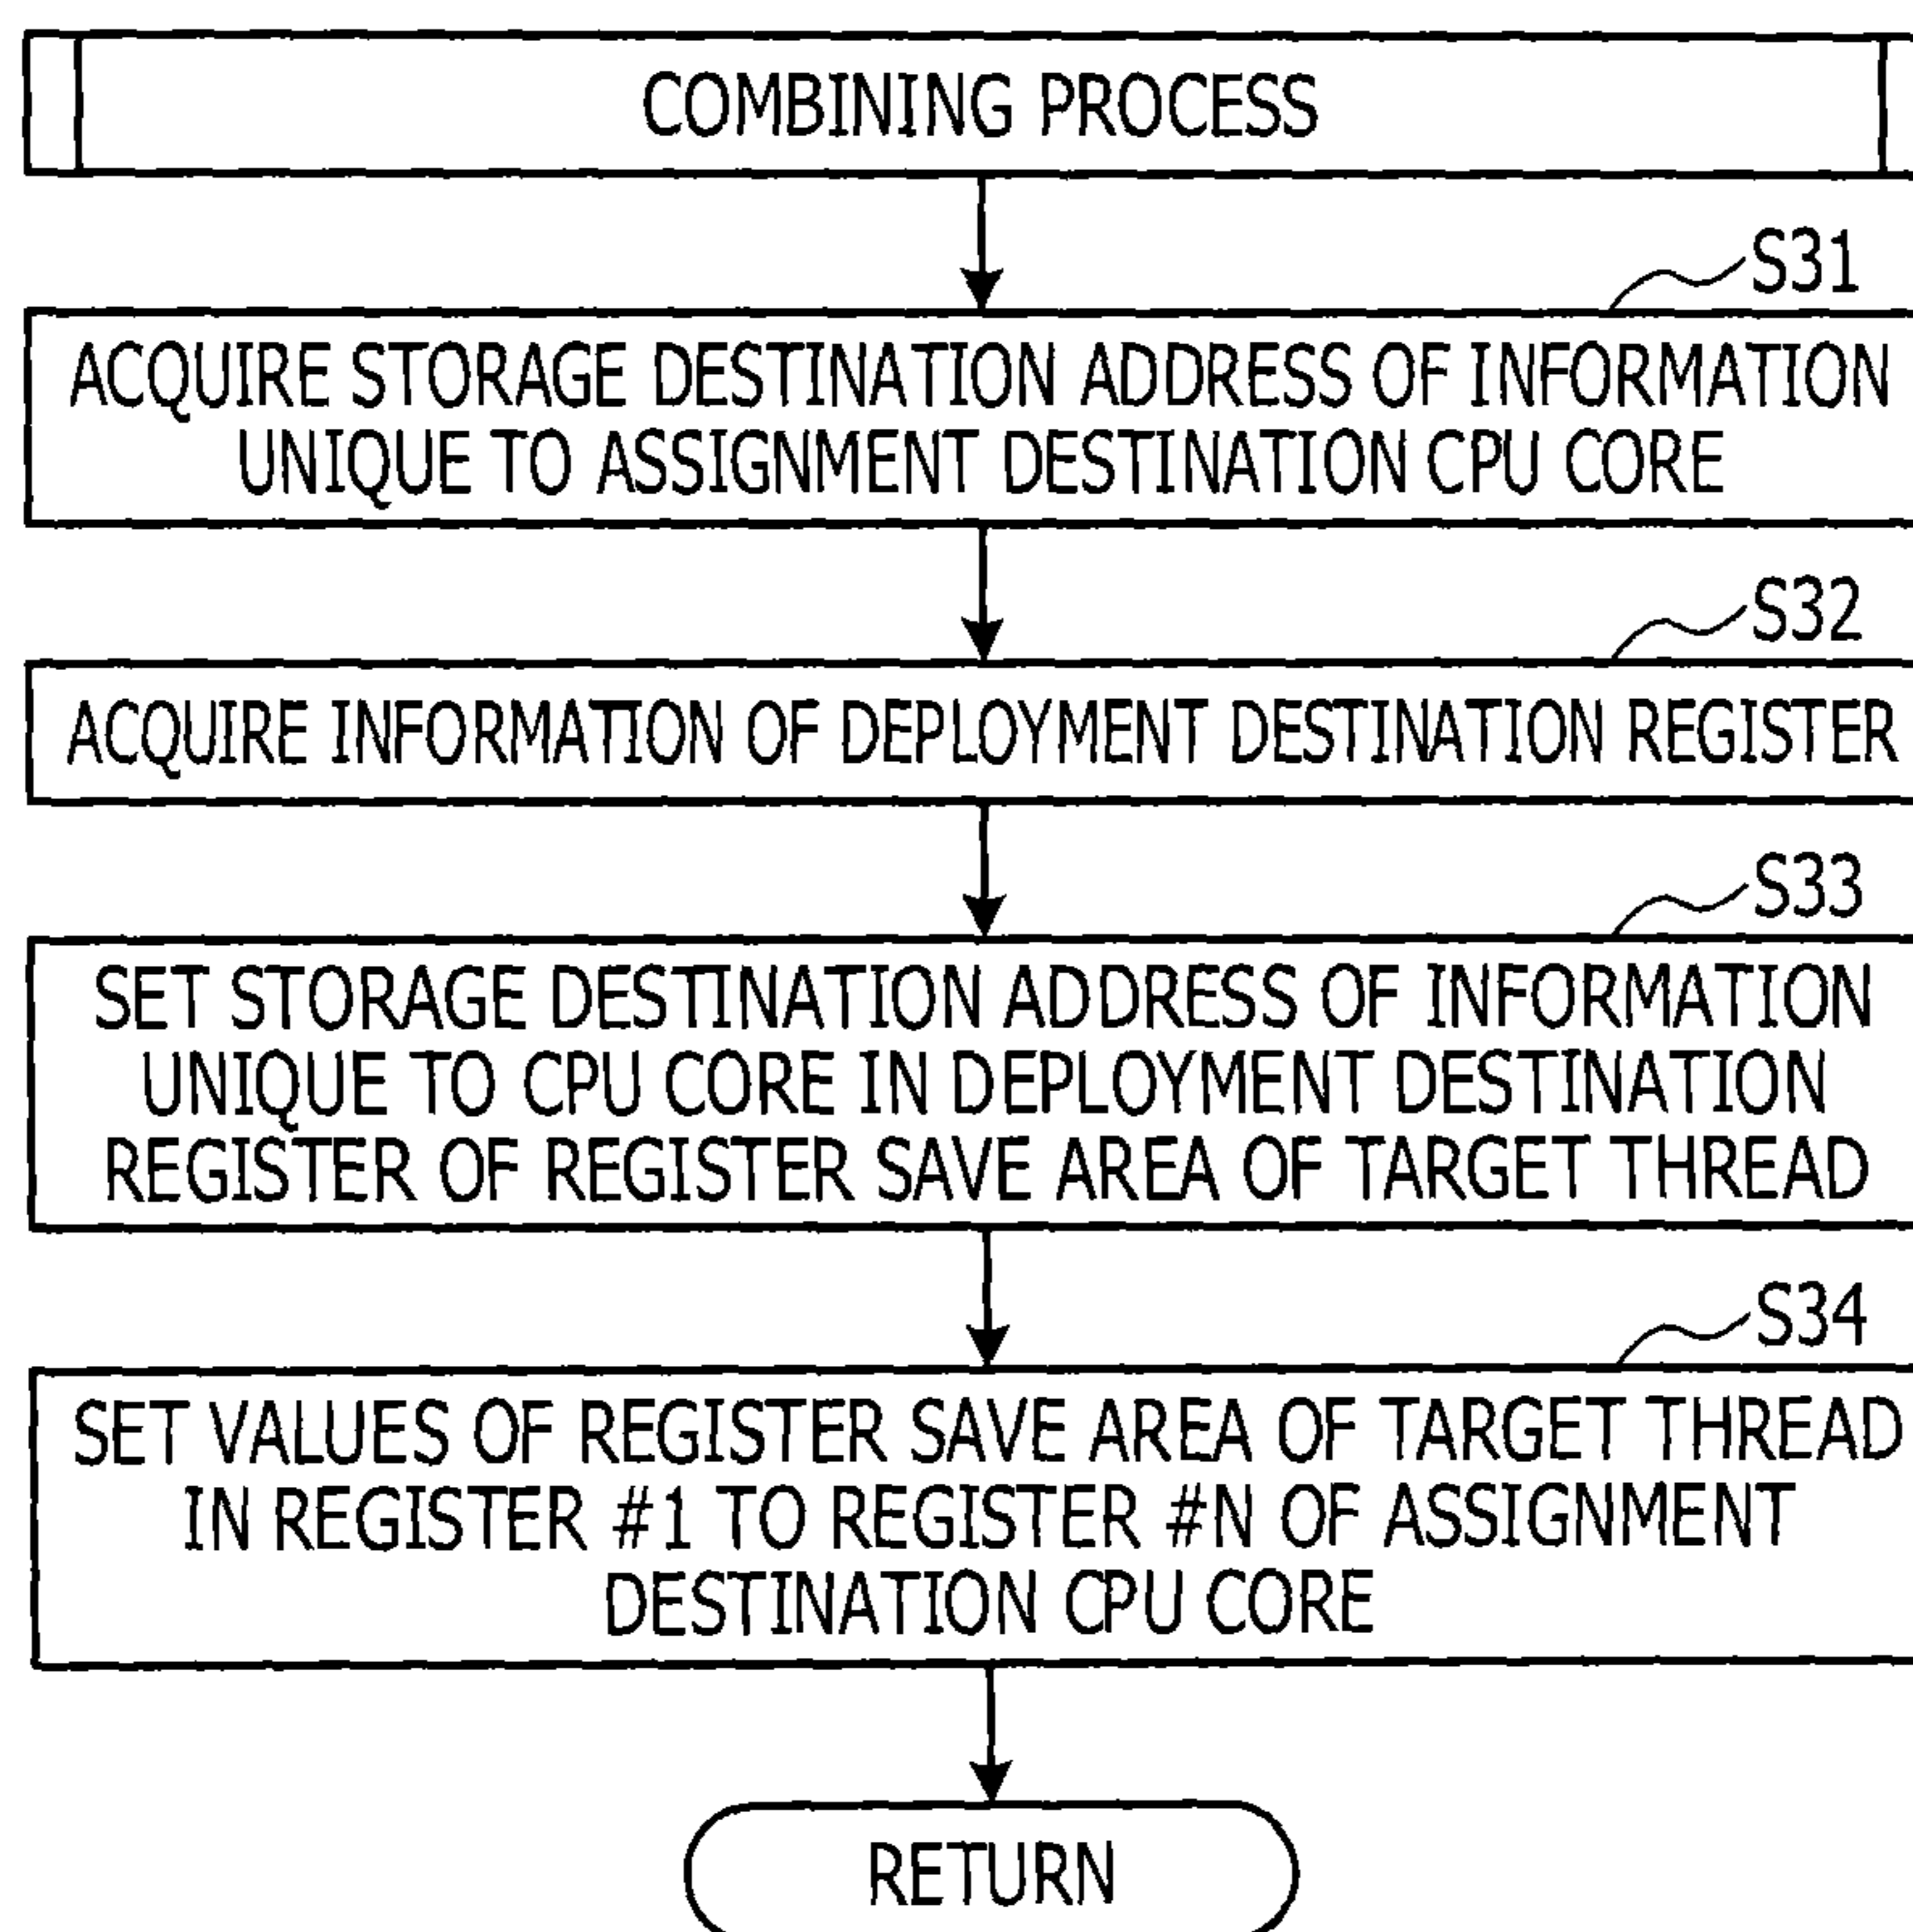 COMBINING PROCESS
S31
ACQUIRE STORAGE DESTINATION ADDRESS OF INFORMATION
UNIQUE TO ASSIGNMENT DESTINATION CPU CORE
S32
ACQUIRE INFORMATION OF DEPLOYMENT DESTINATION REGISTER
S33
SET STORAGE DESTINATION ADDRESS OF INFORMATION
UNIQUE TO CPU CORE IN DEPLOYMENT DESTINATION
REGISTER OF REGISTER SAVE AREA OF TARGET THREAD
S34
SET VALUES OF REGISTER SAVE AREA OF TARGET THREAD
IN REGISTER #1 TO REGISTER #N OF ASSIGNMENT
DESTINATION CPU CORE
RETURN